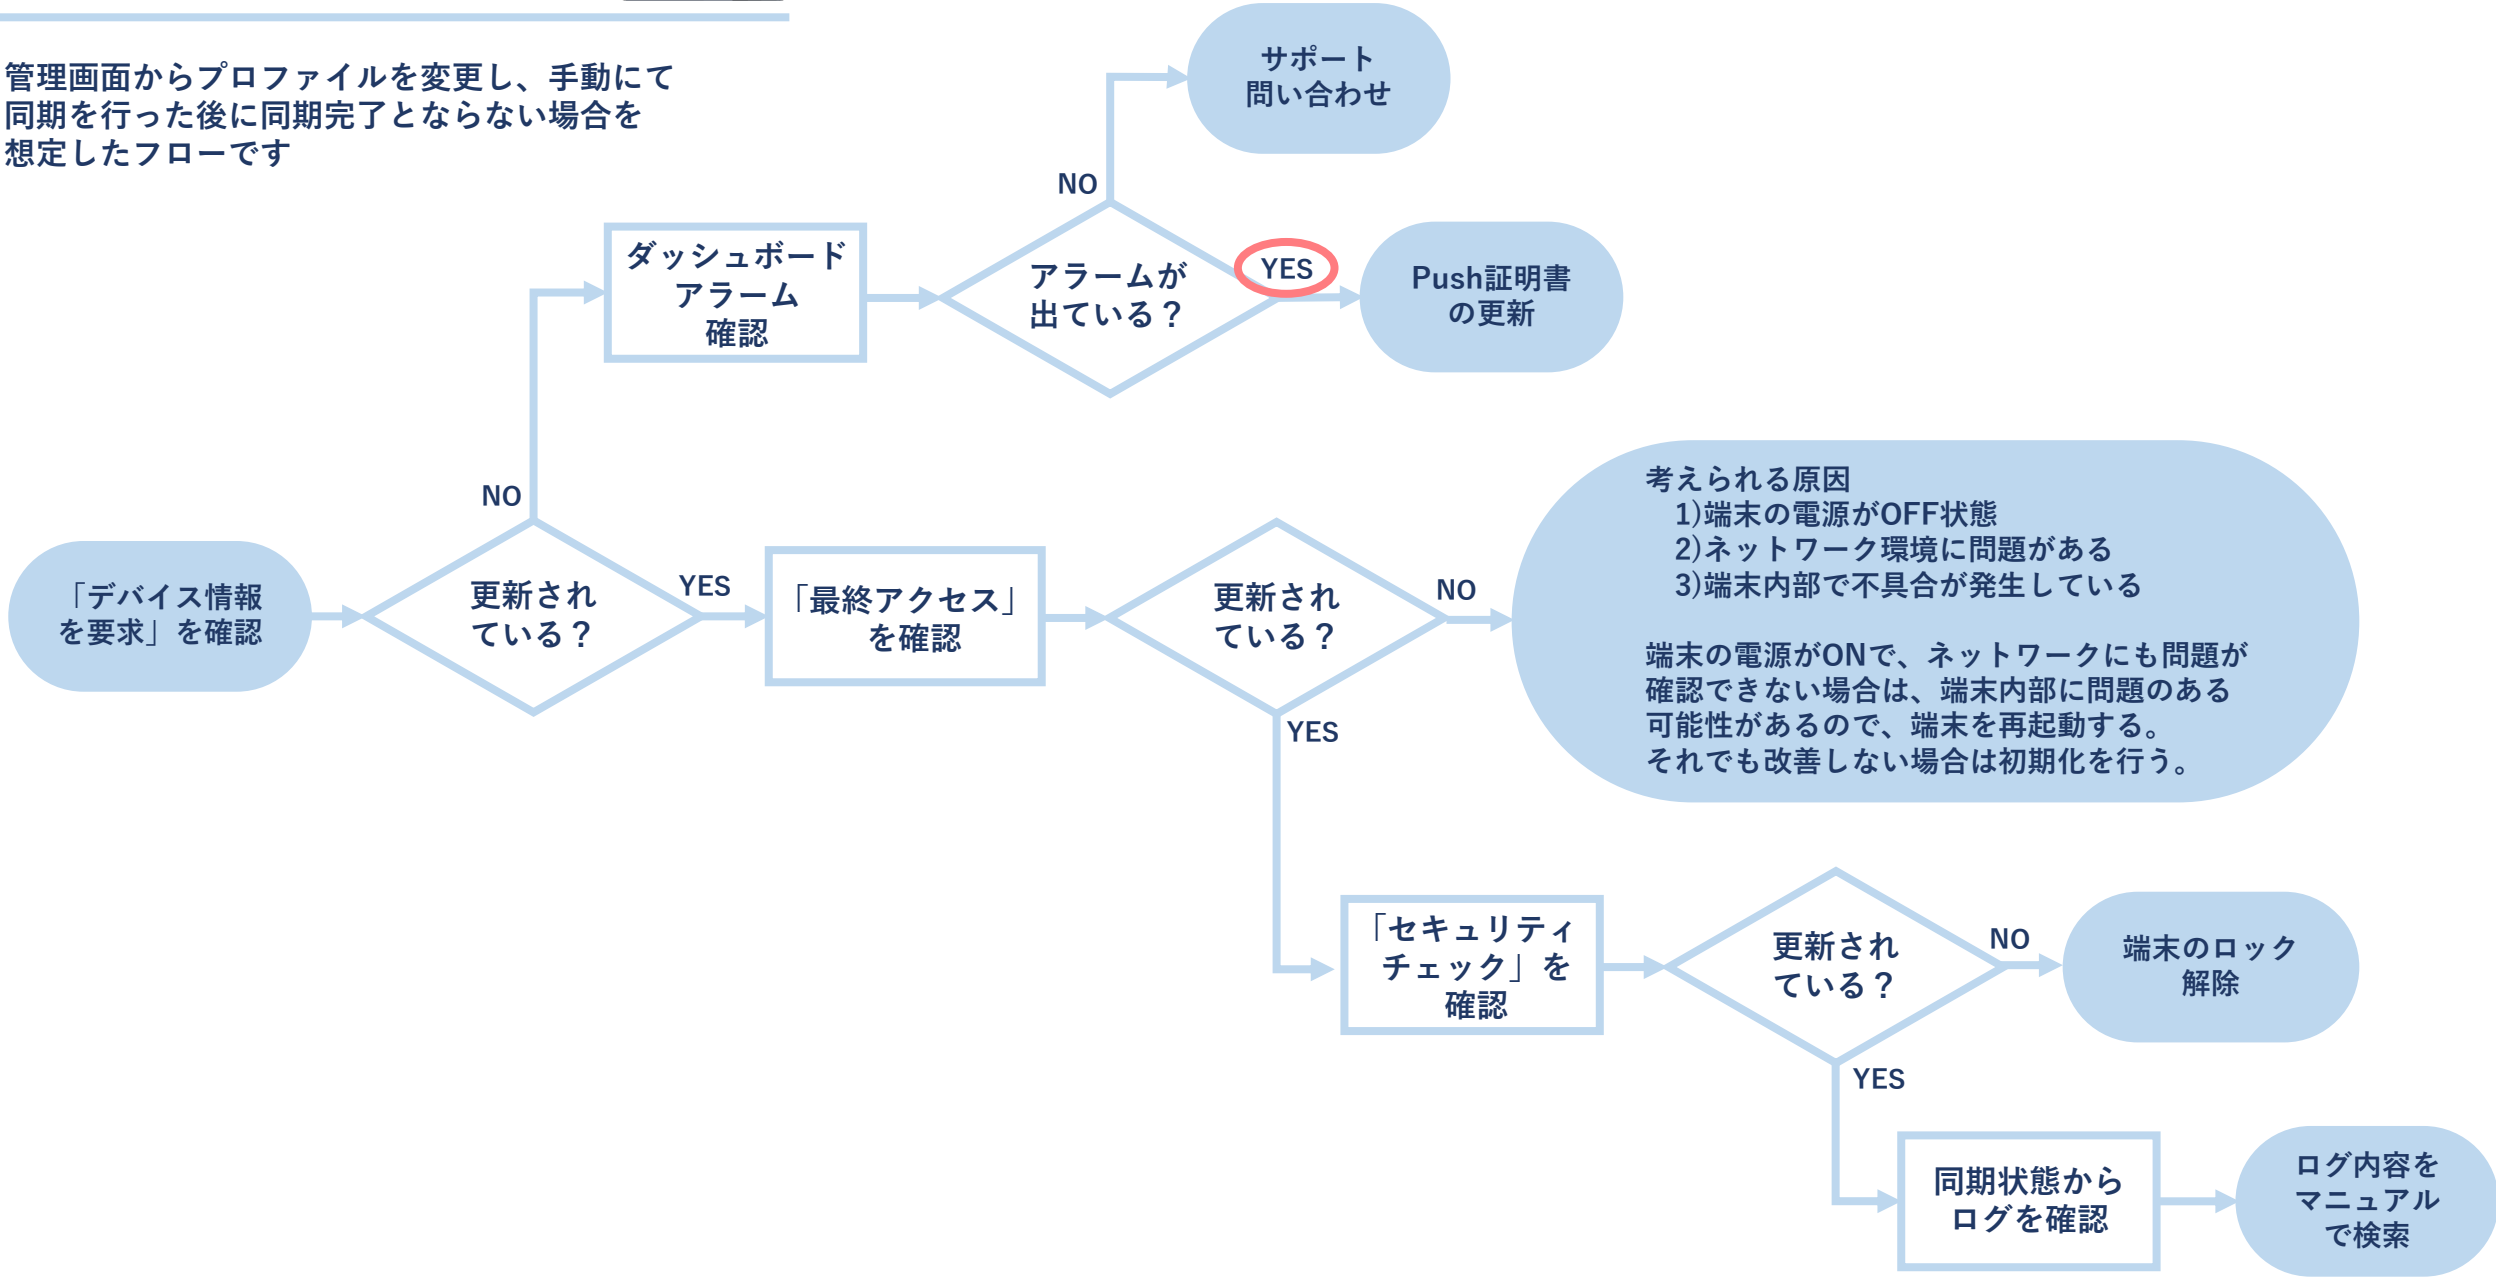 管理画面からプロファイルを変更し、手動にて
同期を行った後に同期完了とならない場合を
想定したフローです
サポート
問い合わせ
NO
ダッシュボード
アラーム
確認
アラームが
出ている？
YES
Push証明書
の更新
NO
「デバイス情報
を要求」を確認
更新され
ている？
YES
「最終アクセス」
を確認
更新され
ている？
NO
考えられる原因
1)端末の電源がOFF状態
2)ネットワーク環境に問題がある
3)端末内部で不具合が発生している
端末の電源がONで、ネットワークにも問題が
確認できない場合は、端末内部に問題のある
可能性があるので、端末を再起動する。
それでも改善しない場合は初期化を行う。
YES
「セキュリティ
チェック」を
確認
更新され
ている？
NO
端末のロック
解除
YES
同期状態から
ログを確認
ログ内容を
マニュアル
で検索